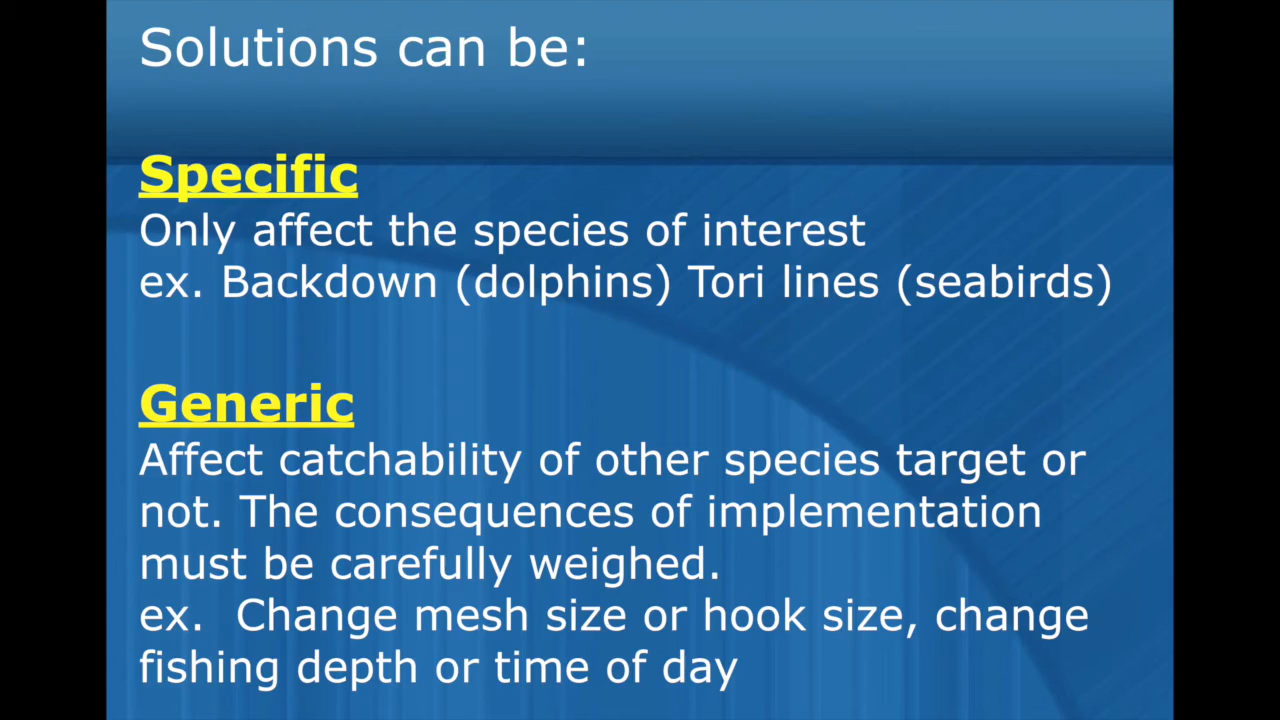 Solutions can be:
Specific
Only affect the species of interest
ex. Backdown (dolphins) Tori lines (seabirds)
Generic
Affect catchability of other species target or
not. The consequences of implementation
must be carefully weighed.
ex.  Change mesh size or hook size, change
fishing depth or time of day